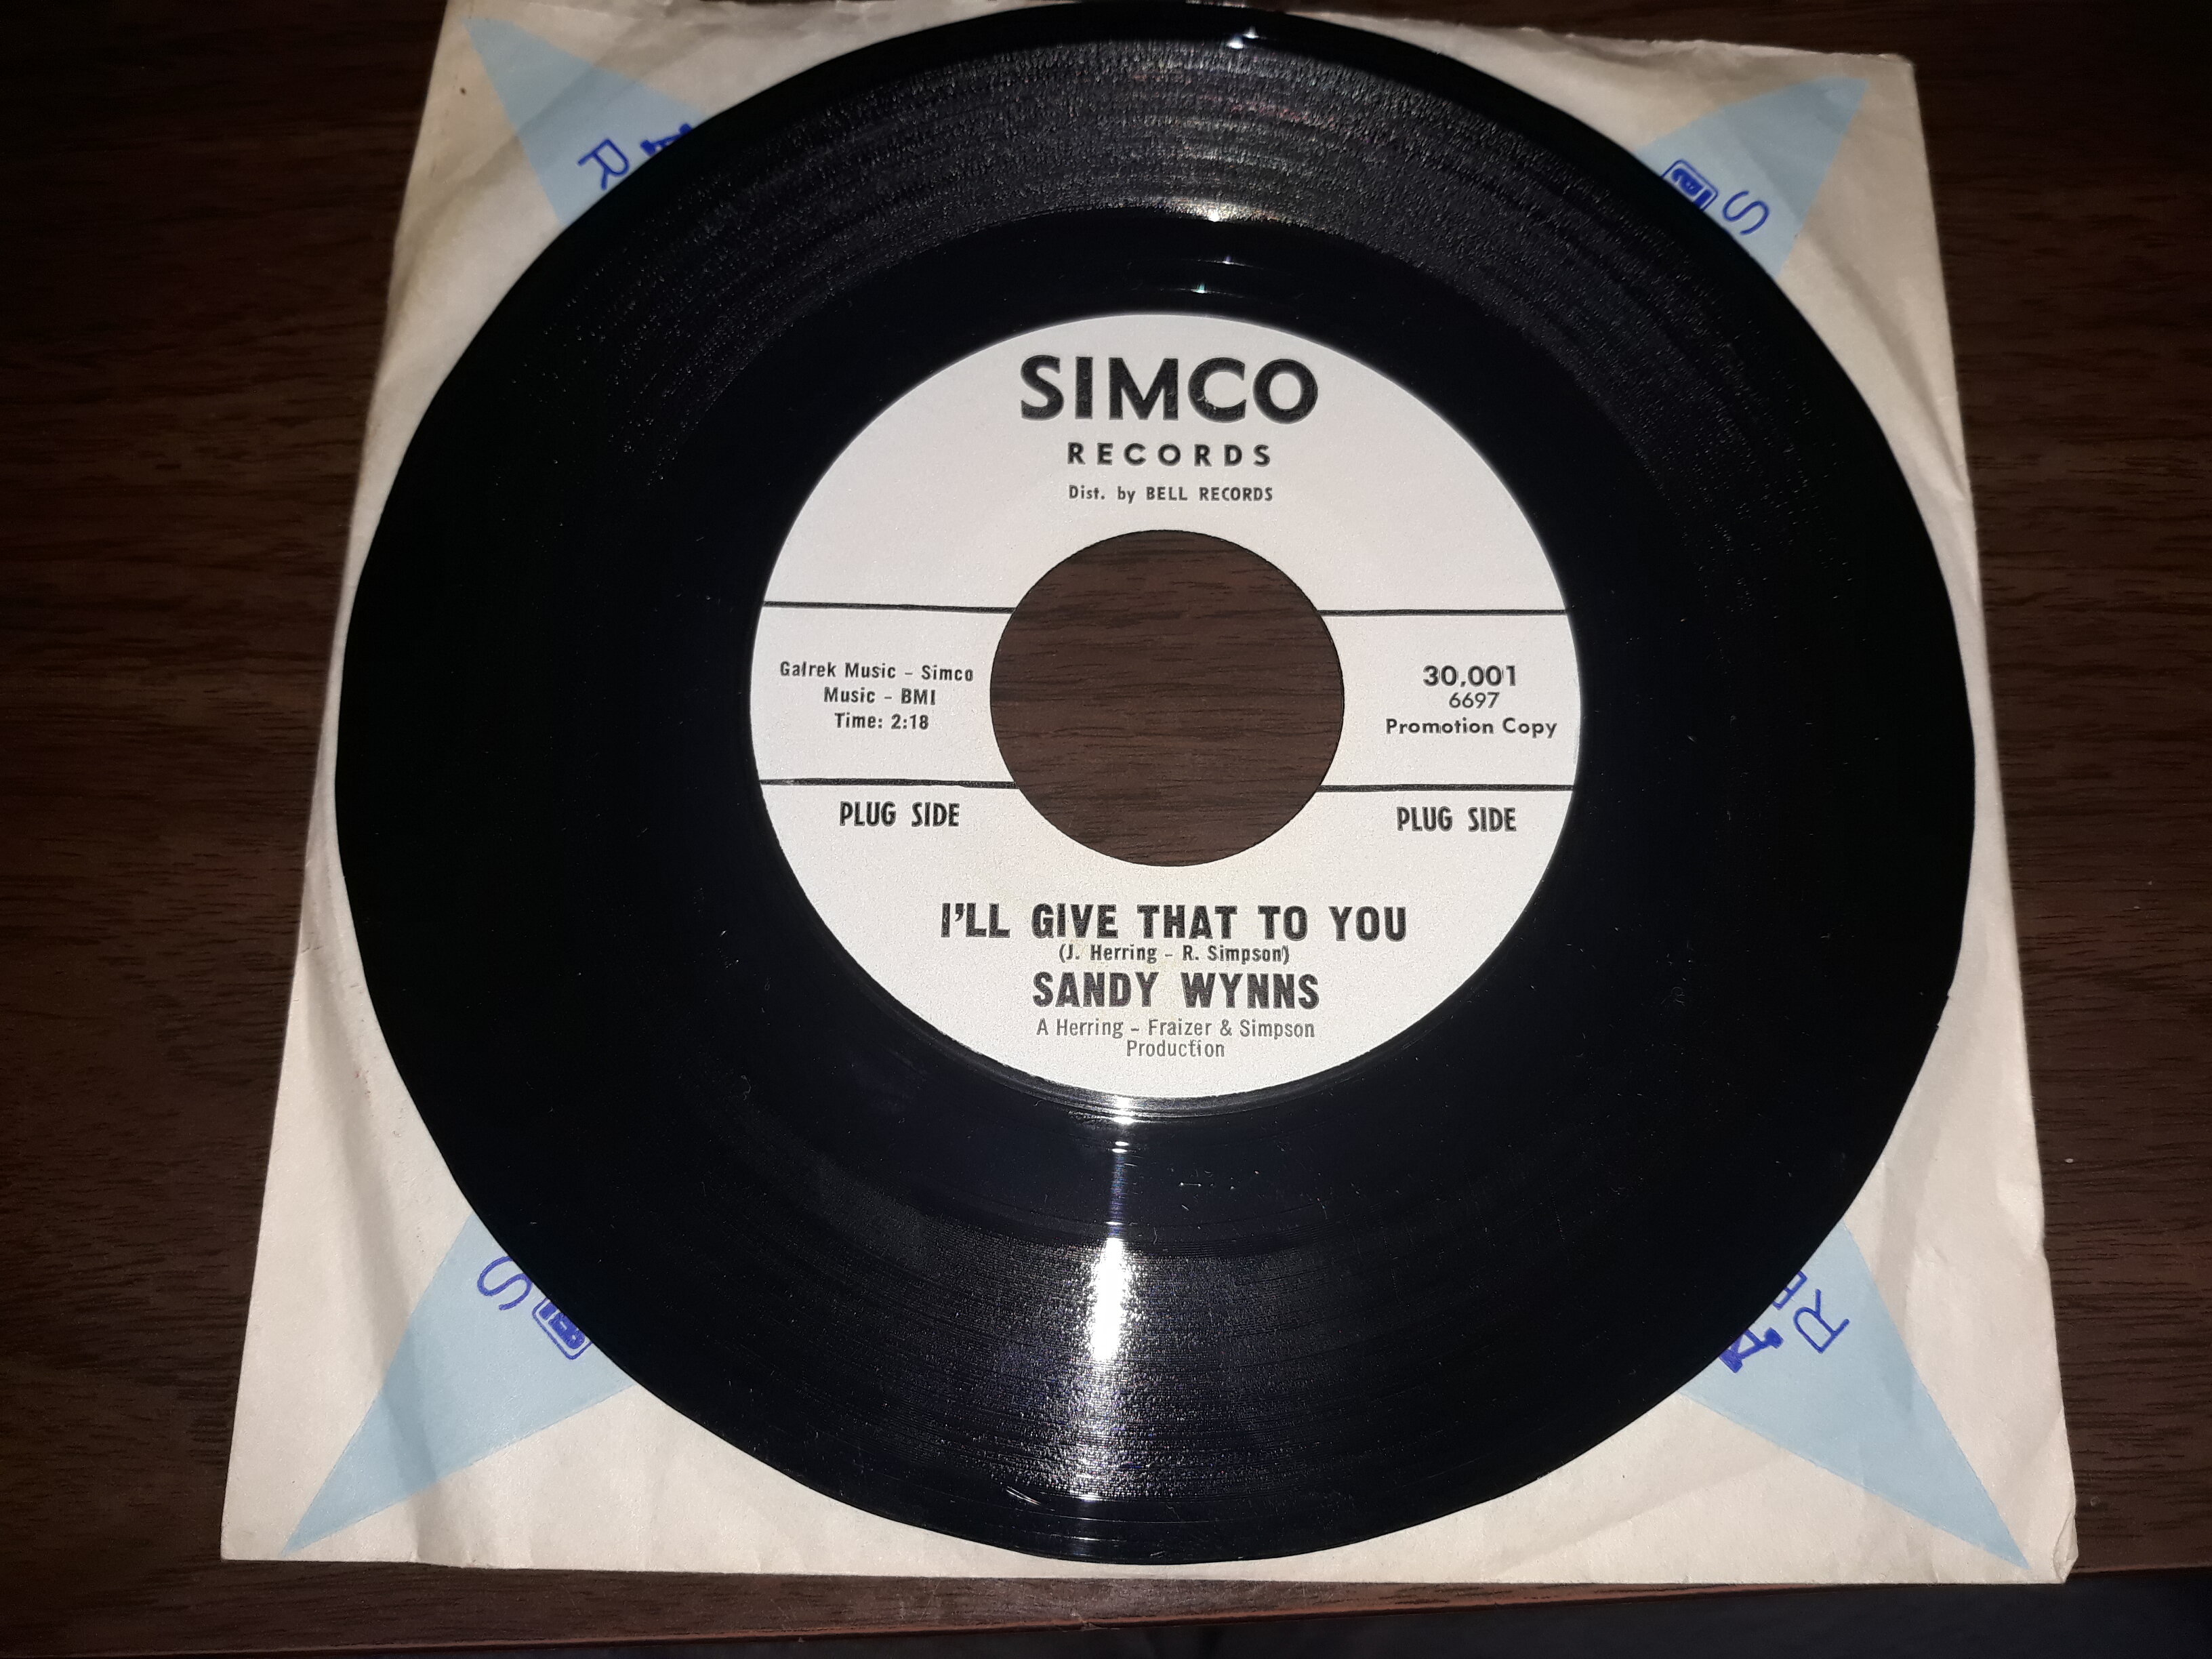 SIMCO
RECORDS
Dist. by BELL RECORDS
Galrek Music - Simco
Music - BMI
Time: 2:18
30,001
6697
Promotion Copy
PLUG SIDE
PLUG SIDE
I'LL GIVE THAT TO YOU
(J. Herring - R. Simpson)
SANDY WYNNS
A Herring - Fraizer & Simpson
Production